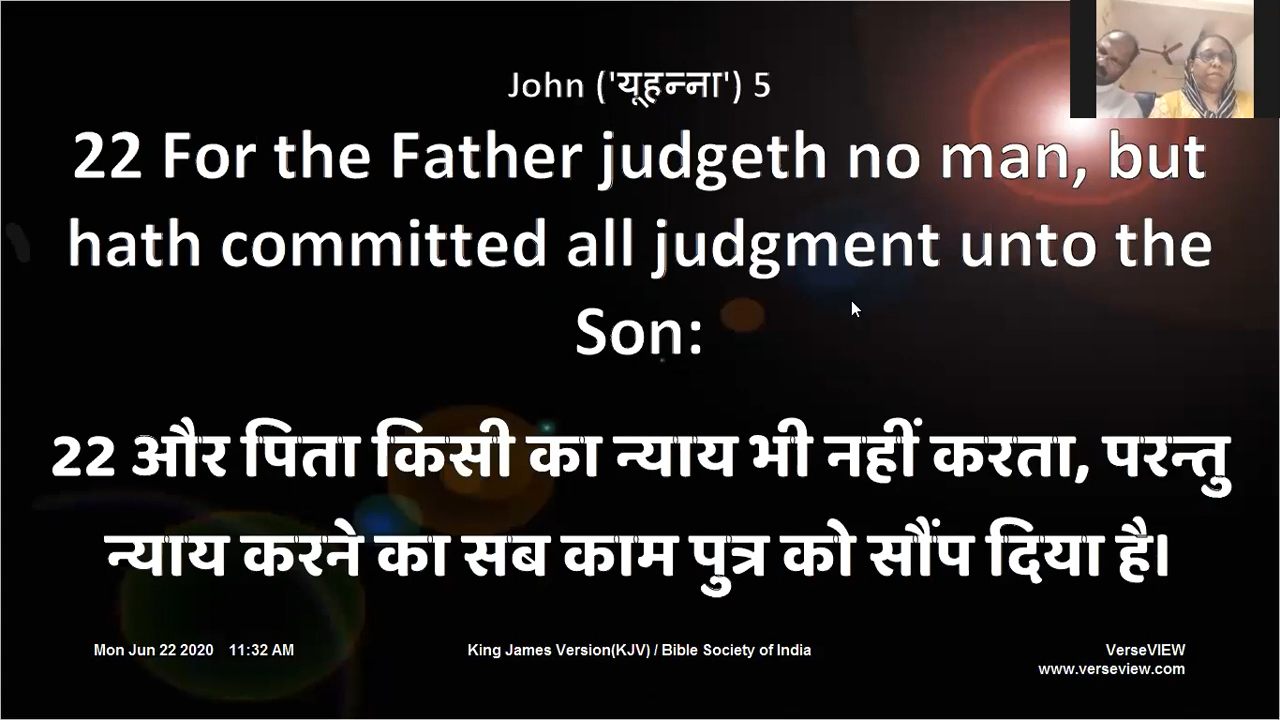 John ('यूहन्ना') 5
22 For the Father judgeth no man, but
hath committed all judgment unto the
Son:
22 और पिता किसी का न्याय भी नहीं करता, परन्तु
न्याय करने का सब काम पुत्र को सौंप दिया है।
Mon Jun 22 2020 11:32 AM
King James Version(KJV) / Bible Society of India
VerseVIEW
www.verseview.com